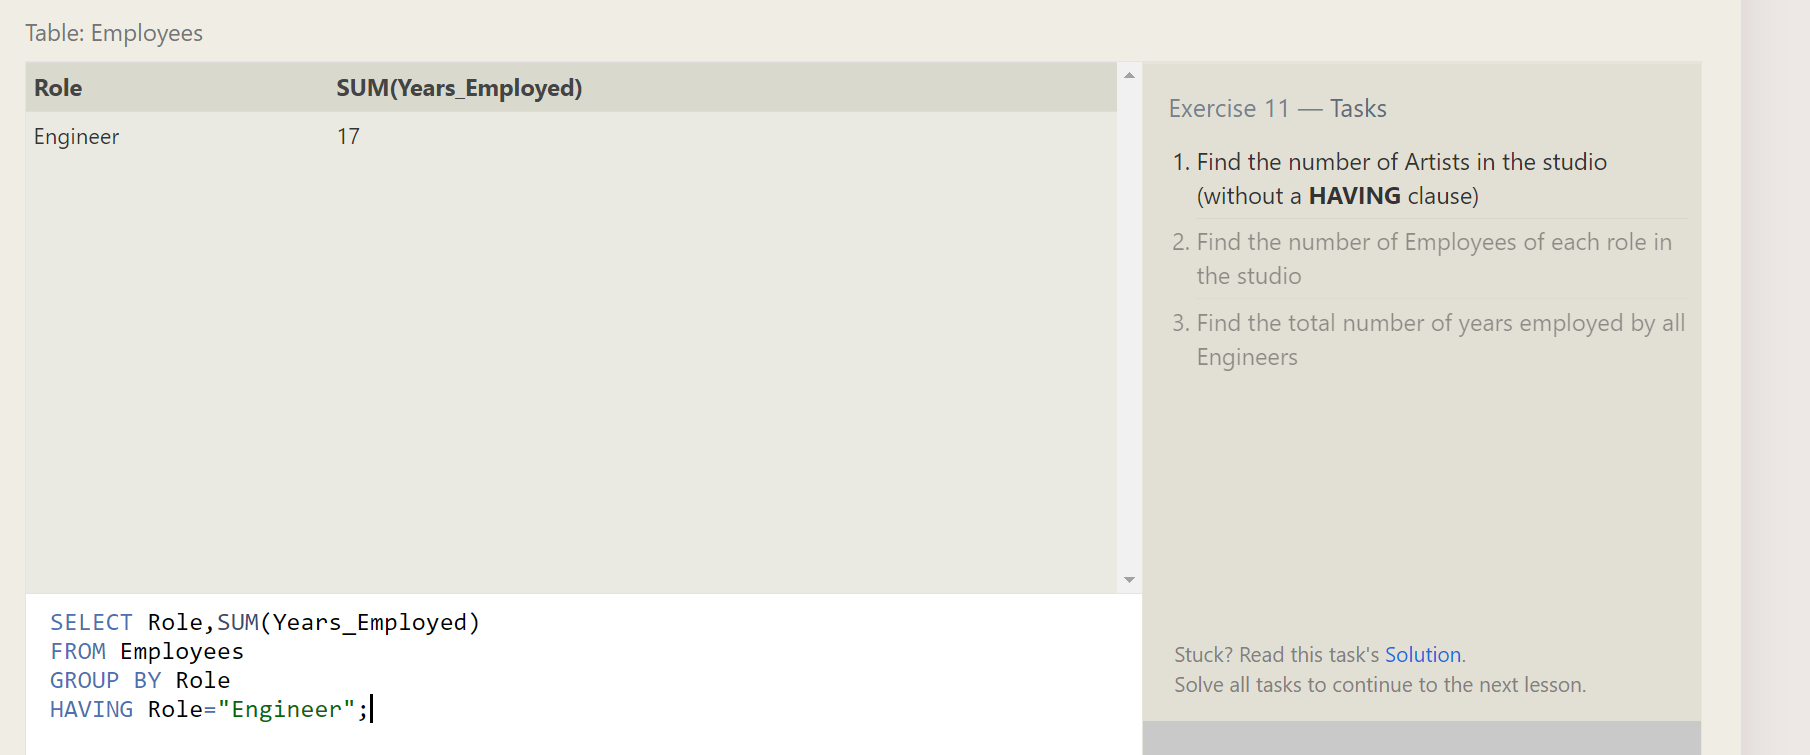 Table: Employees
Role SUM(Years_Employed)
Engineer 17
Exercise 11 — Tasks
1. Find the number of Artists in the studio
(without a HAVING clause)
2. Find the number of Employees of each role in
the studio
3. Find the total number of years employed by all
Engineers
Stuck? Read this task's Solution.
Solve all tasks to continue to the next lesson.
SELECT Role,SUM(Years_Employed)
FROM Employees
GROUP BY Role
HAVING Role="Engineer";